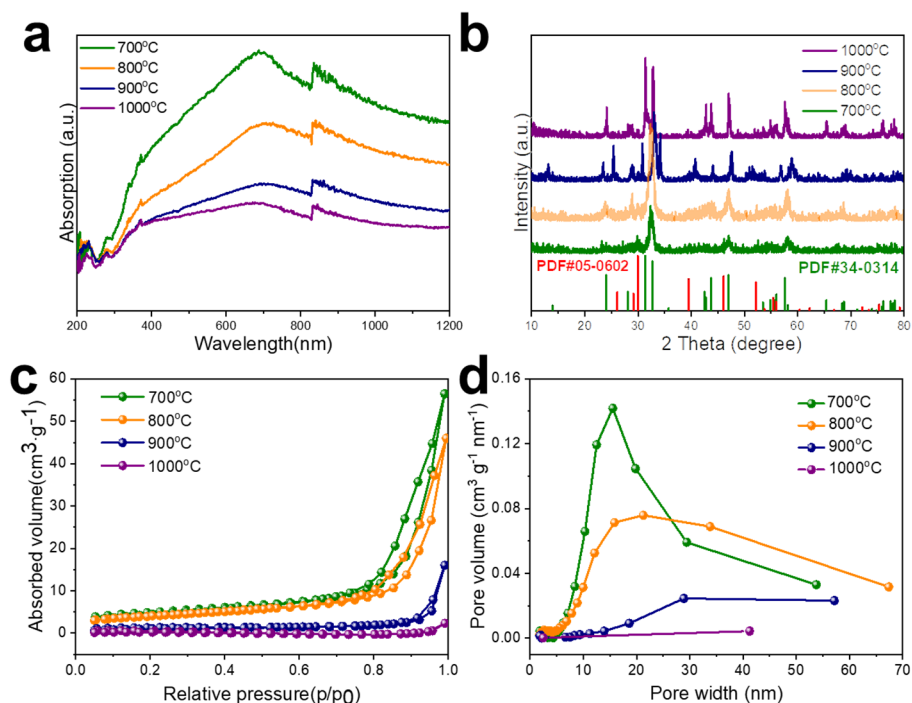 a
700°C
800°C
900°C
1000°C
Absorption (a.u.)
200 400 600 800 1000 1200
Wavelength(nm)
b
1000°C
900°C
800°C
700°C
Intensity (a.u.)
PDF#05-0602
PDF#34-0314
10 20 30 40 50 60 70 80
2 Theta (degree)
c
60
50
40
30
20
10
0
700°C
800°C
900°C
1000°C
Absorbed volume(cm³·g⁻¹)
0.0 0.2 0.4 0.6 0.8 1.0
Relative pressure(p/p0)
d
0.16
0.12
0.08
0.04
0.00
700°C
800°C
900°C
1000°C
Pore volume (cm³ g⁻¹ nm⁻¹)
0 10 20 30 40 50 60 70
Pore width (nm)